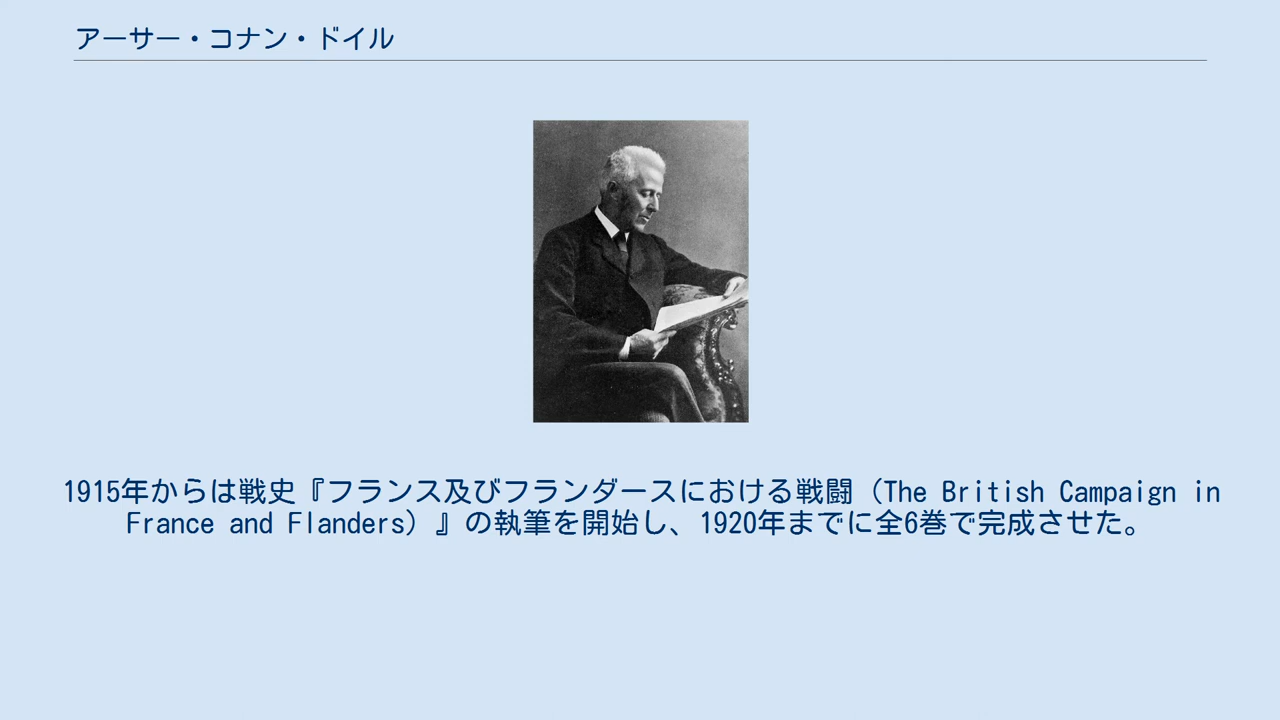 アーサー・コナン・ドイル
1915年からは戦史『フランス及びフランダースにおける戦闘（The British Campaign in
France and Flanders）』の執筆を開始し、1920年までに全6巻で完成させた。